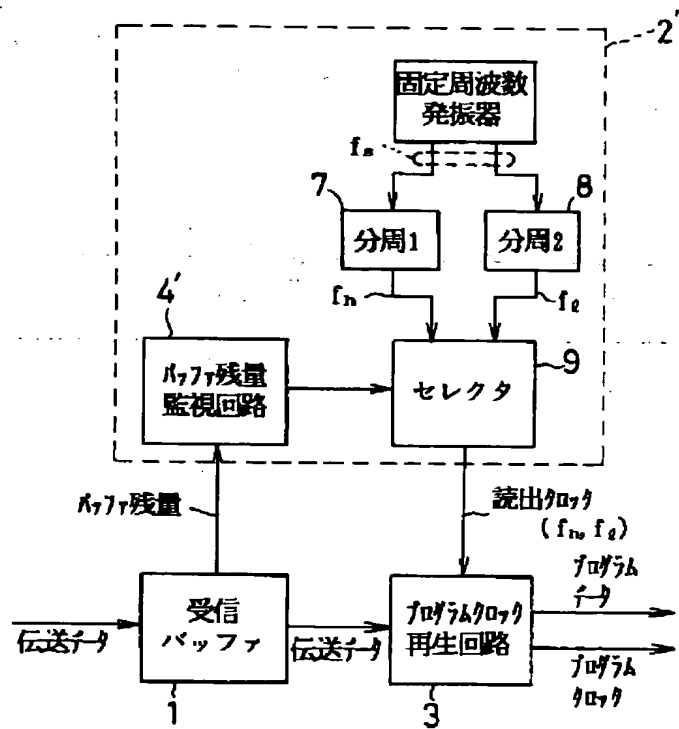 2'
固定周波数
発振器
fs
7
分周1
8
分周2
fh
fℓ
4'
バッファ残量
監視回路
セレクタ
9
バッファ残量
読出クロック
(fh, fℓ)
プログラム
データ
受信
バッファ
プログラムクロック
再生回路
伝送データ
伝送データ
プログラム
クロック
1
3